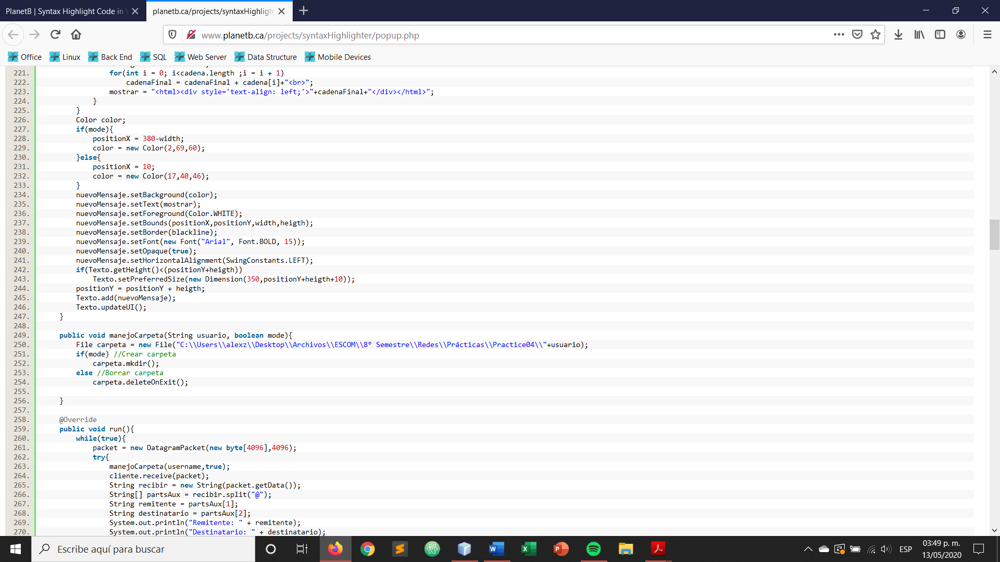 PlanetB | Syntax Highlight Code in
planetb.ca/projects/syntaxHighligh
www.planetb.ca/projects/syntaxHighlighter/popup.php
Office Linux Back End SQL Web Server Data Structure Mobile Devices
221. for(int i = 0; i<cadena.length ;i = i + 1)
222. cadenaFinal = cadenaFinal + cadena[i]+"<br>";
223. mostrar = "<html><div style='text-align: left;'>"+cadenaFinal+"</div></html>";
224. }
225. }
226. Color color;
227. if(mode){
228. positionX = 380-width;
229. color = new Color(2,69,60);
230. }else{
231. positionX = 10;
232. color = new Color(17,40,46);
233. }
234. nuevoMensaje.setBackground(color);
235. nuevoMensaje.setText(mostrar);
236. nuevoMensaje.setForeground(Color.WHITE);
237. nuevoMensaje.setBounds(positionX,positionY,width,heigth);
238. nuevoMensaje.setBorder(blackline);
239. nuevoMensaje.setFont(new Font("Arial", Font.BOLD, 15));
240. nuevoMensaje.setOpaque(true);
241. nuevoMensaje.setHorizontalAlignment(SwingConstants.LEFT);
242. if(Texto.getHeight()<(positionY+heigth))
243. Texto.setPreferredSize(new Dimension(350,positionY+heigth+10));
244. positionY = positionY + heigth;
245. Texto.add(nuevoMensaje);
246. Texto.updateUI();
247. }
248.
249. public void manejoCarpeta(String usuario, boolean mode){
250. File carpeta = new File("C:\\Users\\alexz\\Desktop\\Archivos\\ESCOM\\8° Semestre\\Redes\\Prácticas\\Practice04\\"+usuario);
251. if(mode) //Crear carpeta
252. carpeta.mkdir();
253. else //Borrar carpeta
254. carpeta.deleteOnExit();
255.
256. }
257.
258. @Override
259. public void run(){
260. while(true){
261. packet = new DatagramPacket(new byte[4096],4096);
262. try{
263. manejoCarpeta(username,true);
264. cliente.receive(packet);
265. String recibir = new String(packet.getData());
266. String[] partsAux = recibir.split("@");
267. String remitente = partsAux[1];
268. String destinatario = partsAux[2];
269. System.out.println("Remitente: " + remitente);
270. System.out.println("Destinatario: " + destinatario);
Escribe aquí para buscar
ESP
03:49 p. m.
13/05/2020